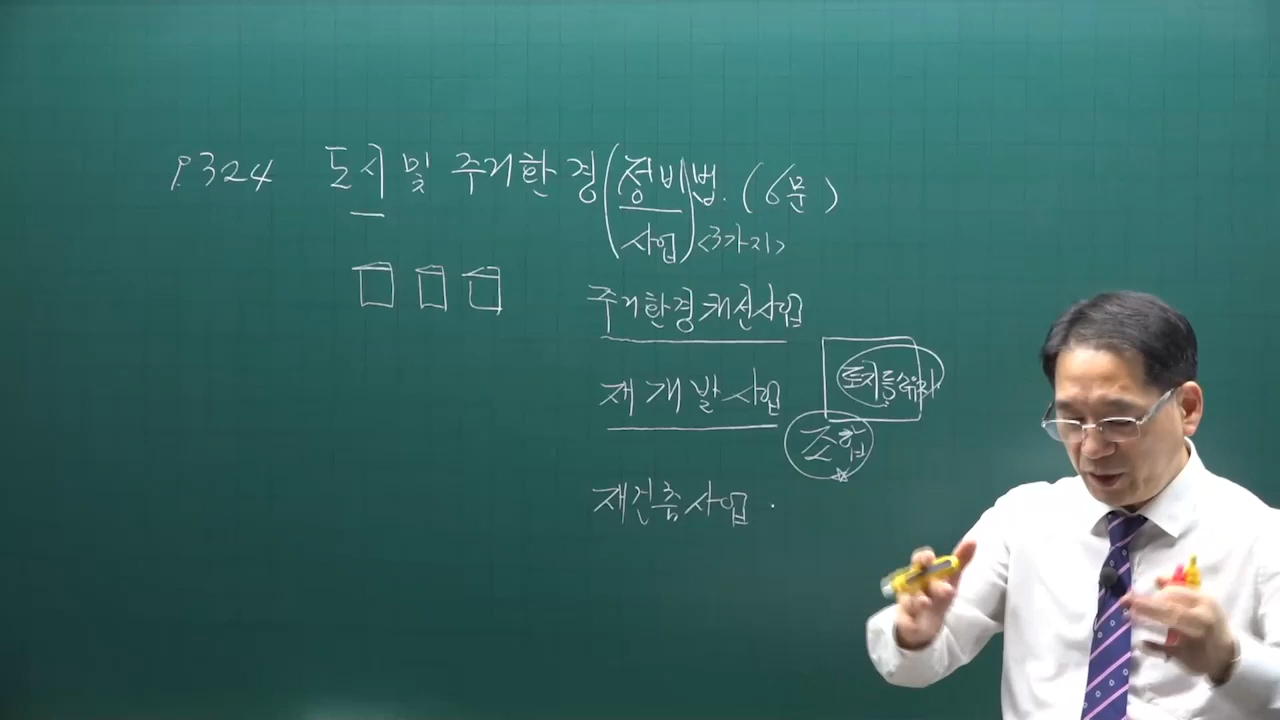 P.324 도시 및 주거환경(정비법. (6문)
사업) <3가지>
주거환경개선사업
재개발사업
토지등소유자
조합
재건축사업